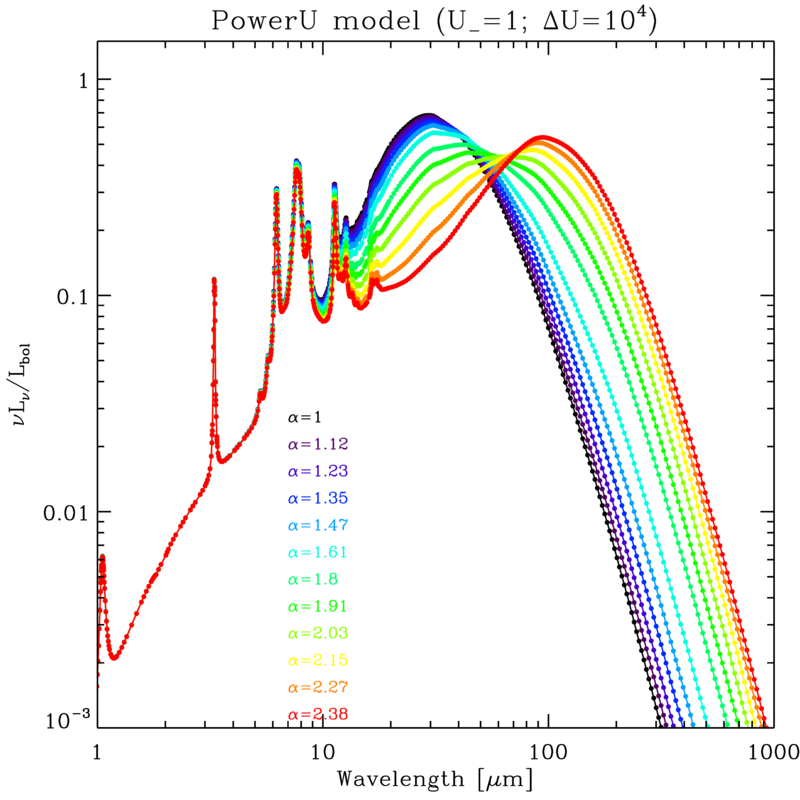 PowerU model (U_=1; ΔU=10⁴)
1
0.1
0.01
10⁻³
νLν/Lbol
α=1
α=1.12
α=1.23
α=1.35
α=1.47
α=1.61
α=1.8
α=1.91
α=2.03
α=2.15
α=2.27
α=2.38
1 10 100 1000
Wavelength [μm]